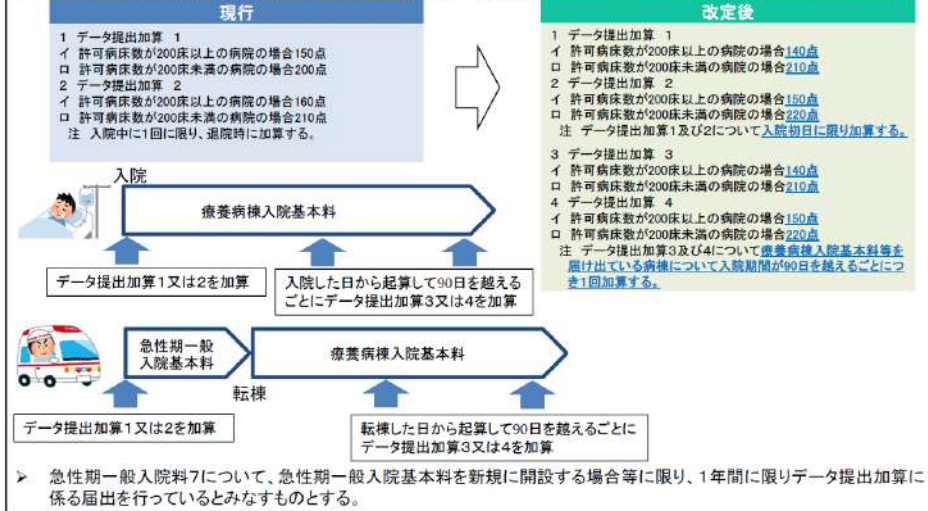 現行
1 データ提出加算 1
イ 許可病床数が200床以上の病院の場合150点
ロ 許可病床数が200床未満の病院の場合200点
2 データ提出加算 2
イ 許可病床数が200床以上の病院の場合160点
ロ 許可病床数が200床未満の病院の場合210点
注 入院中に1回に限り、退院時に加算する。
改定後
1 データ提出加算 1
イ 許可病床数が200床以上の病院の場合140点
ロ 許可病床数が200床未満の病院の場合210点
2 データ提出加算 2
イ 許可病床数が200床以上の病院の場合150点
ロ 許可病床数が200床未満の病院の場合220点
注 データ提出加算1及び2について入院初日に限り加算する。
3 データ提出加算 3
イ 許可病床数が200床以上の病院の場合140点
ロ 許可病床数が200床未満の病院の場合210点
4 データ提出加算 4
イ 許可病床数が200床以上の病院の場合150点
ロ 許可病床数が200床未満の病院の場合220点
注 データ提出加算3及び4について療養病棟入院基本料等を
届け出ている病棟について入院期間が90日を越えるごとにつ
き1回加算する。
入院
療養病棟入院基本料
データ提出加算1又は2を加算
入院した日から起算して90日を越える
ごとにデータ提出加算3又は4を加算
急性期一般
入院基本料
療養病棟入院基本料
転棟
データ提出加算1又は2を加算
転棟した日から起算して90日を越えるごとに
データ提出加算3又は4を加算
➢ 急性期一般入院料7について、急性期一般入院基本料を新規に開設する場合等に限り、1年間に限りデータ提出加算に
係る届出を行っているとみなすものとする。